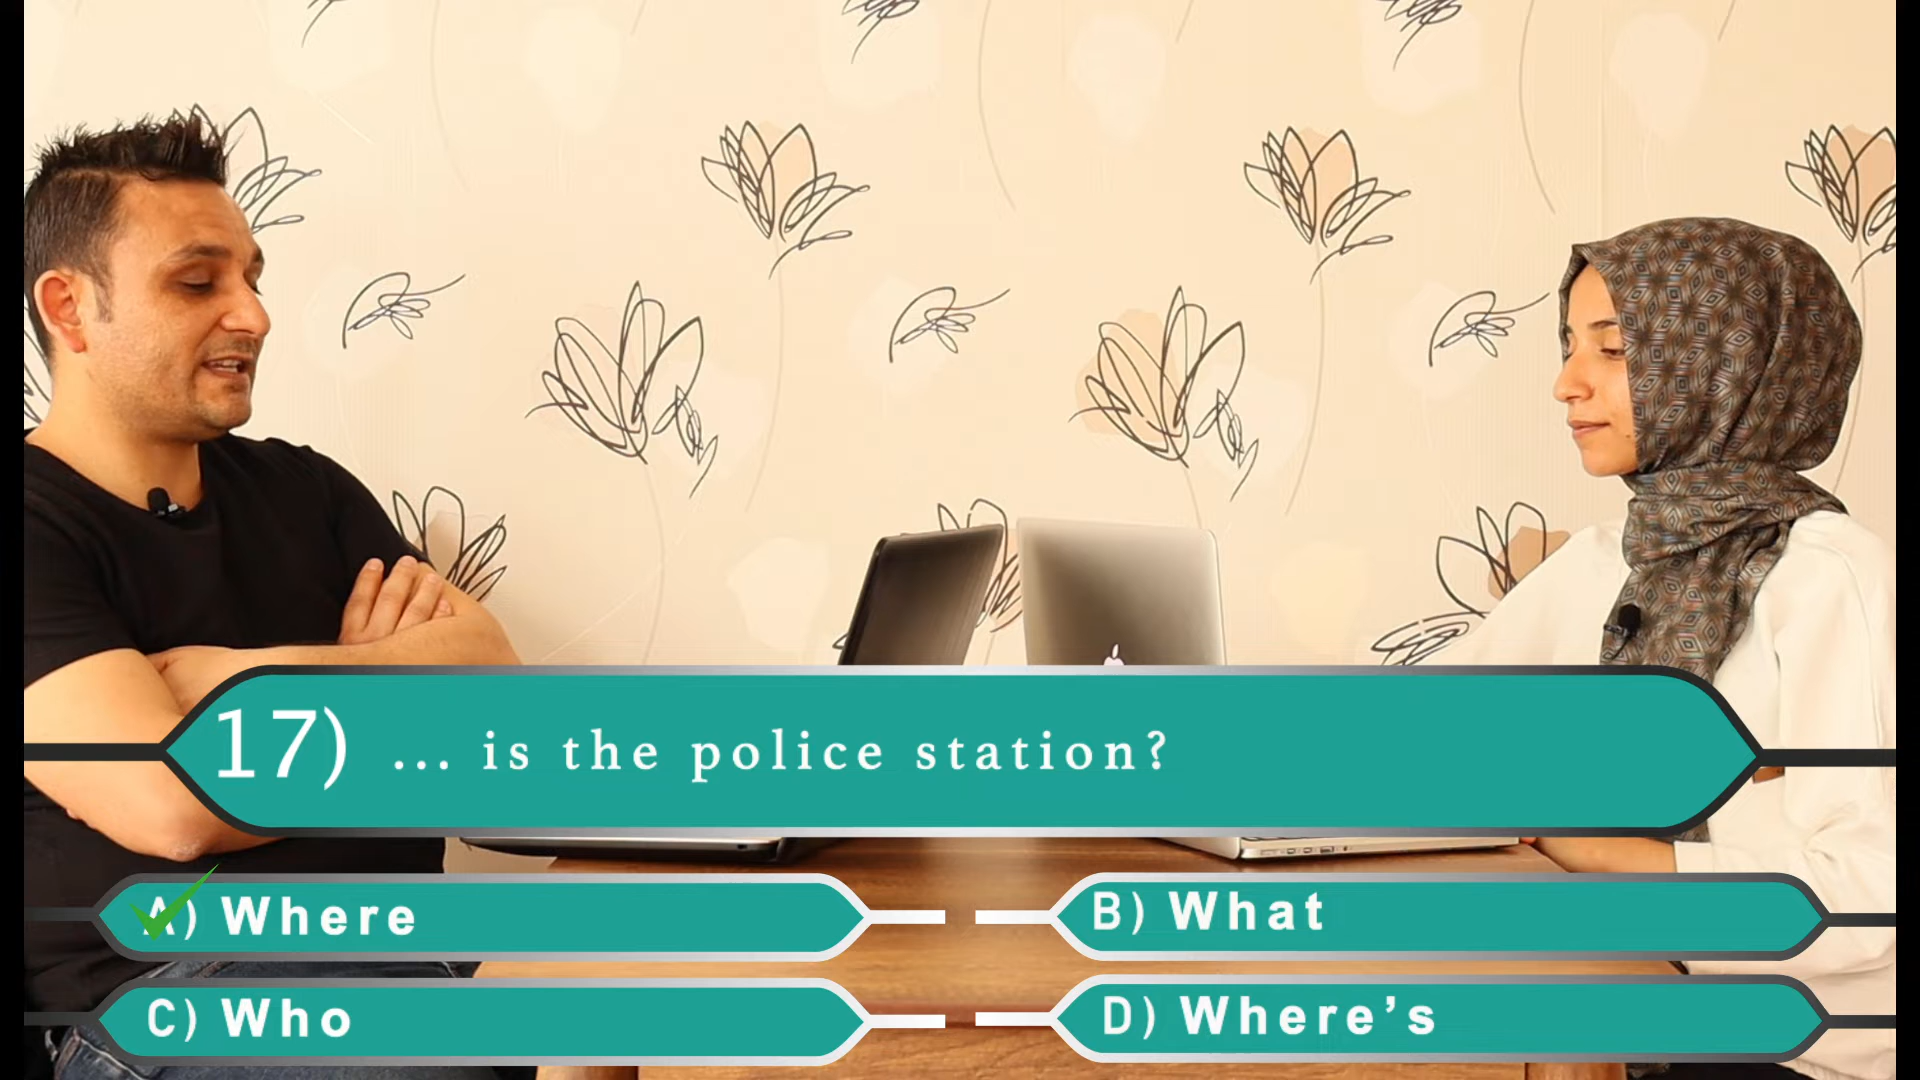 17) ... is the police station?
A) Where
B) What
C) Who
D) Where's